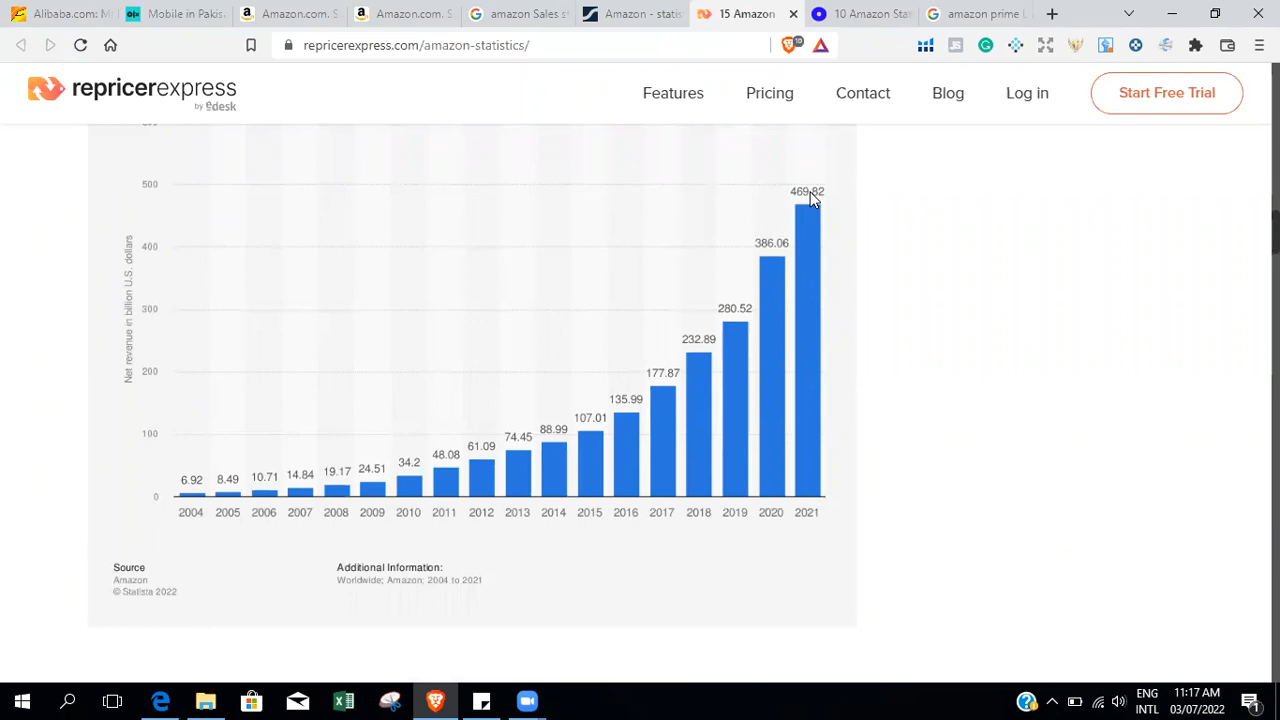 Alibaba.com: M
Mobile in Pakis
Amazon.com. S
Amazon.com. S
amazon Sales
Amazon - statis
15 Amazon
10 Amazon Sta
amazon prime
repricerexpress.com/amazon-statistics/
repricerexpress
by edesk
Features
Pricing
Contact
Blog
Log in
Start Free Trial
500
469.82
400
386.06
300
280.52
232.89
200
177.87
135.99
107.01
100
88.99
74.45
61.09
48.08
34.2
24.51
19.17
14.84
10.71
8.49
6.92
0
Net revenue in billion U.S. dollars
2004 2005 2006 2007 2008 2009 2010 2011 2012 2013 2014 2015 2016 2017 2018 2019 2020 2021
Source
Amazon
© Statista 2022
Additional Information:
Worldwide; Amazon; 2004 to 2021
ENG
INTL
11:17 AM
03/07/2022